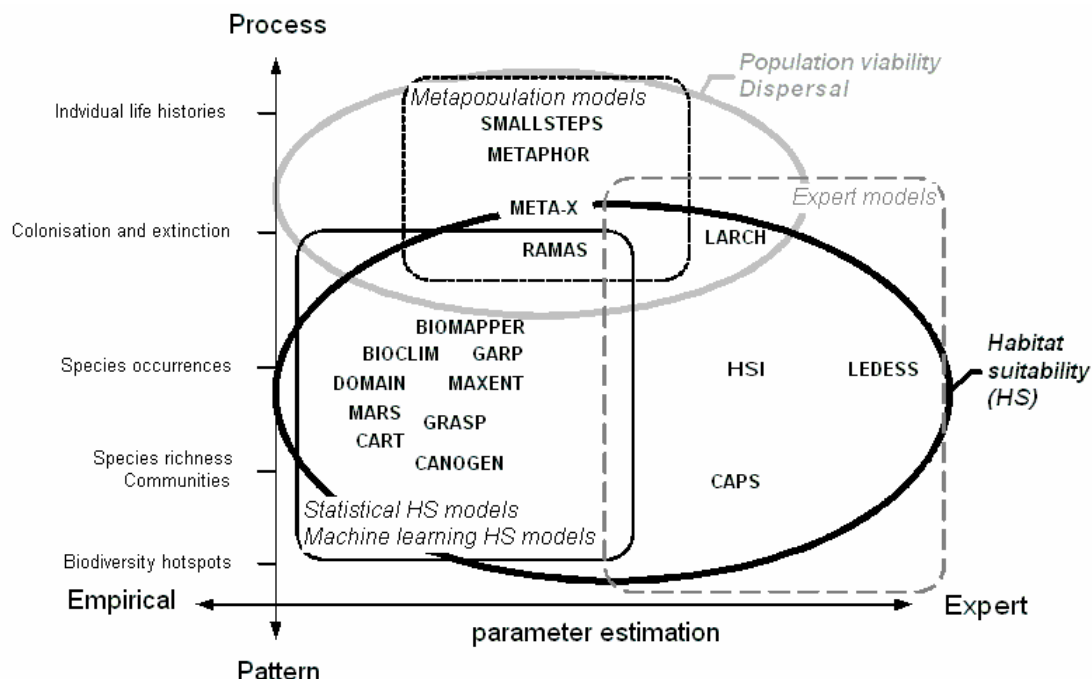 Process
Population viability
Dispersal
Metapopulation models
Indvidual life histories
SMALLSTEPS
METAPHOR
Expert models
META-X
Colonisation and extinction
LARCH
RAMAS
BIOMAPPER
BIOCLIM GARP
Species occurrences
HSI
LEDESS
Habitat
suitability
(HS)
DOMAIN MAXENT
MARS
GRASP
CART
CANOGEN
Species richness
Communities
CAPS
Statistical HS models
Machine learning HS models
Biodiversity hotspots
Empirical
Expert
parameter estimation
Pattern